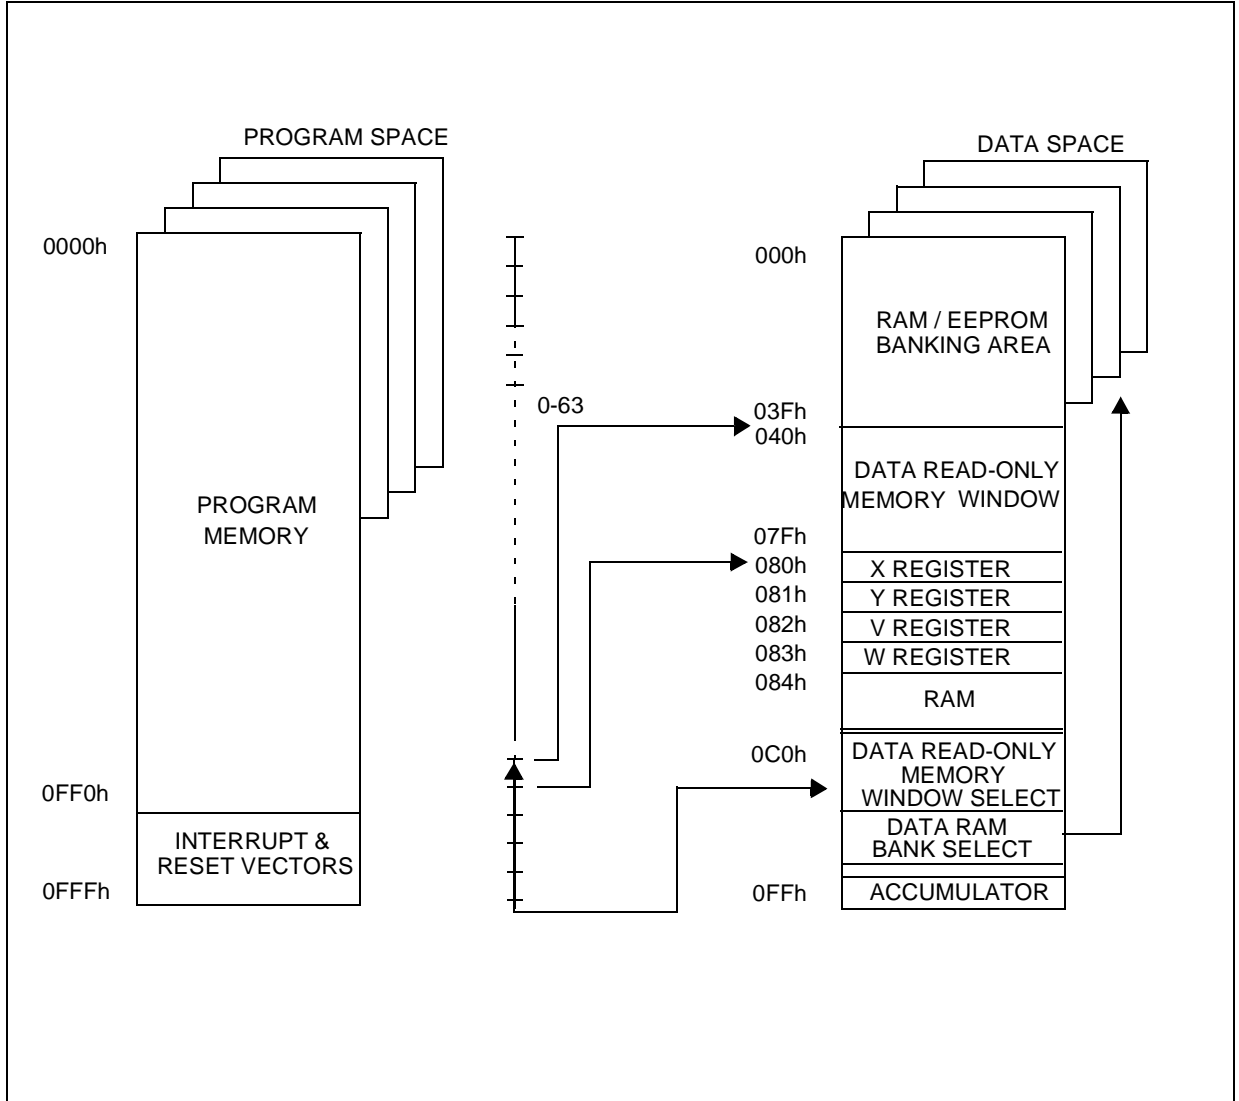 PROGRAM SPACE
0000h
PROGRAM
MEMORY
0FF0h
INTERRUPT &
RESET VECTORS
0FFFh
0-63
DATA SPACE
000h
RAM / EEPROM
BANKING AREA
03Fh
040h
DATA READ-ONLY
MEMORY WINDOW
07Fh
080h
X REGISTER
081h
Y REGISTER
082h
V REGISTER
083h
W REGISTER
084h
RAM
0C0h
DATA READ-ONLY
MEMORY
WINDOW SELECT
DATA RAM
BANK SELECT
0FFh
ACCUMULATOR